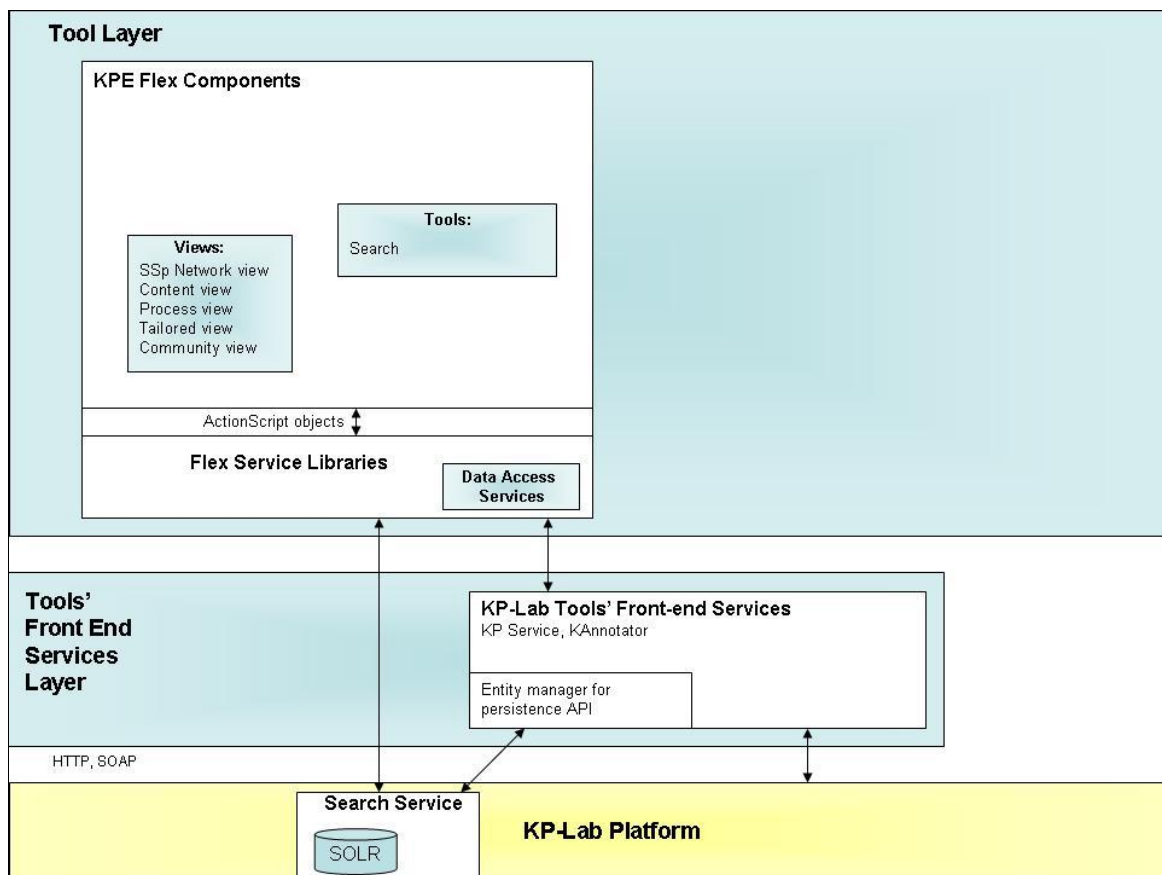 Tool Layer
KPE Flex Components
Tools:
Search
Views:
SSp Network view
Content view
Process view
Tailored view
Community view
ActionScript objects
Flex Service Libraries
Data Access
Services
Tools’
Front End
Services
Layer
KP-Lab Tools’ Front-end Services
KP Service, KAnnotator
Entity manager for
persistence API
HTTP, SOAP
Search Service
SOLR
KP-Lab Platform